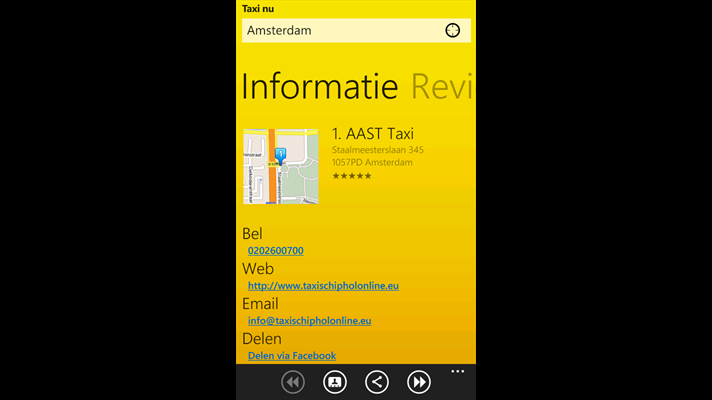 Taxi nu
Amsterdam
Informatie Revi
1. AAST Taxi
Staalmeesterslaan 345
1057PD Amsterdam
Bel
0202600700
Web
http://www.taxischipholonline.eu
Email
info@taxischipholonline.eu
Delen
Delen via Facebook